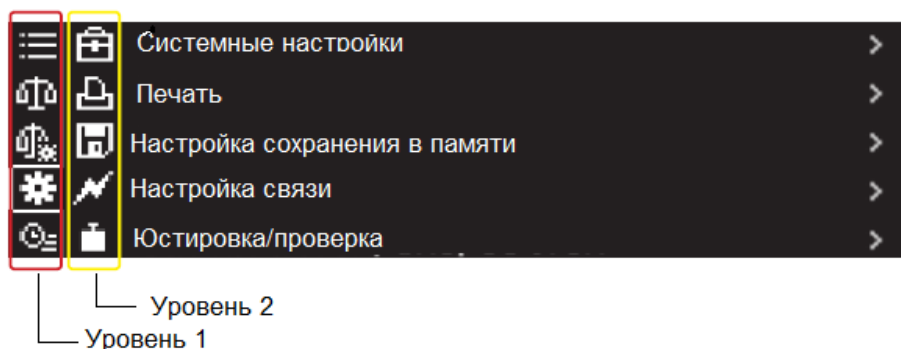 Системные настройки
Печать
Настройка сохранения в памяти
Настройка связи
Юстировка/проверка
Уровень 2
Уровень 1